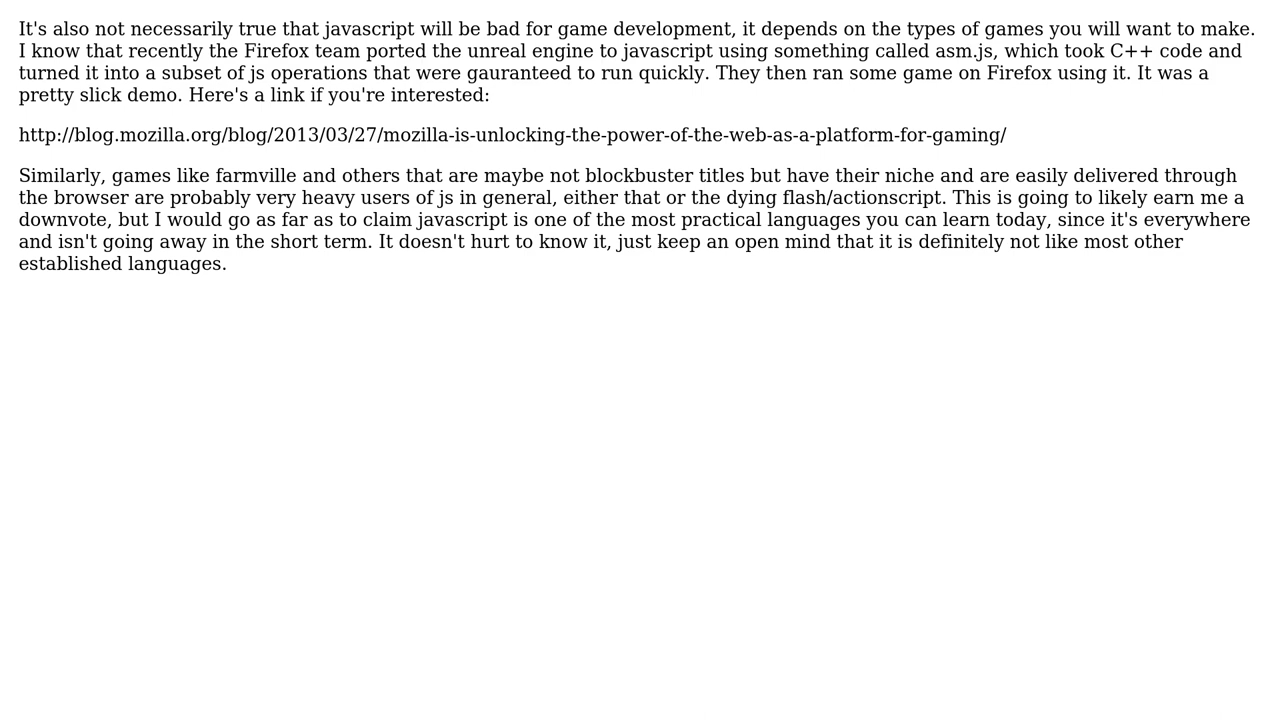 It's also not necessarily true that javascript will be bad for game development, it depends on the types of games you will want to make.
I know that recently the Firefox team ported the unreal engine to javascript using something called asm.js, which took C++ code and
turned it into a subset of js operations that were gauranteed to run quickly. They then ran some game on Firefox using it. It was a
pretty slick demo. Here's a link if you're interested:
http://blog.mozilla.org/blog/2013/03/27/mozilla-is-unlocking-the-power-of-the-web-as-a-platform-for-gaming/
Similarly, games like farmville and others that are maybe not blockbuster titles but have their niche and are easily delivered through
the browser are probably very heavy users of js in general, either that or the dying flash/actionscript. This is going to likely earn me a
downvote, but I would go as far as to claim javascript is one of the most practical languages you can learn today, since it's everywhere
and isn't going away in the short term. It doesn't hurt to know it, just keep an open mind that it is definitely not like most other
established languages.